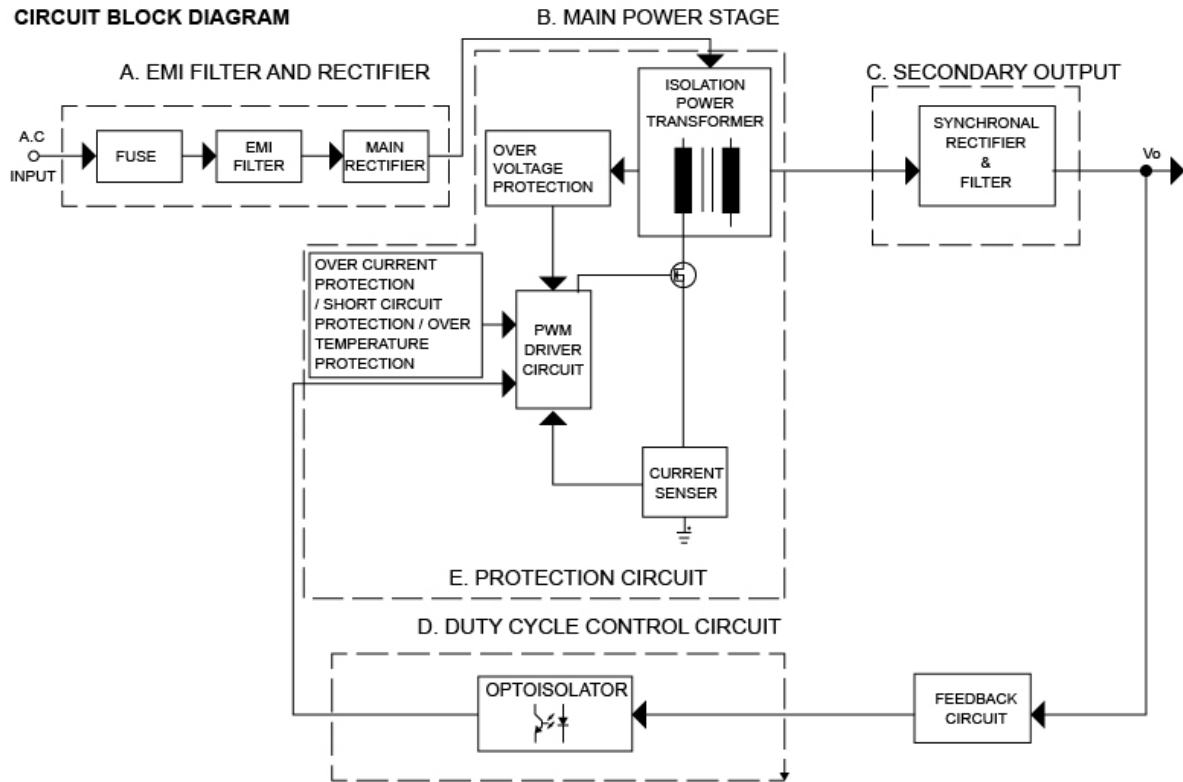 CIRCUIT BLOCK DIAGRAM
B. MAIN POWER STAGE
A. EMI FILTER AND RECTIFIER
C. SECONDARY OUTPUT
A.C
INPUT
FUSE
EMI
FILTER
MAIN
RECTIFIER
OVER
VOLTAGE
PROTECTION
ISOLATION
POWER
TRANSFORMER
SYNCHRONAL
RECTIFIER
&
FILTER
Vo
OVER CURRENT
PROTECTION
/ SHORT CIRCUIT
PROTECTION / OVER
TEMPERATURE
PROTECTION
PWM
DRIVER
CIRCUIT
CURRENT
SENSER
E. PROTECTION CIRCUIT
D. DUTY CYCLE CONTROL CIRCUIT
OPTOISOLATOR
FEEDBACK
CIRCUIT